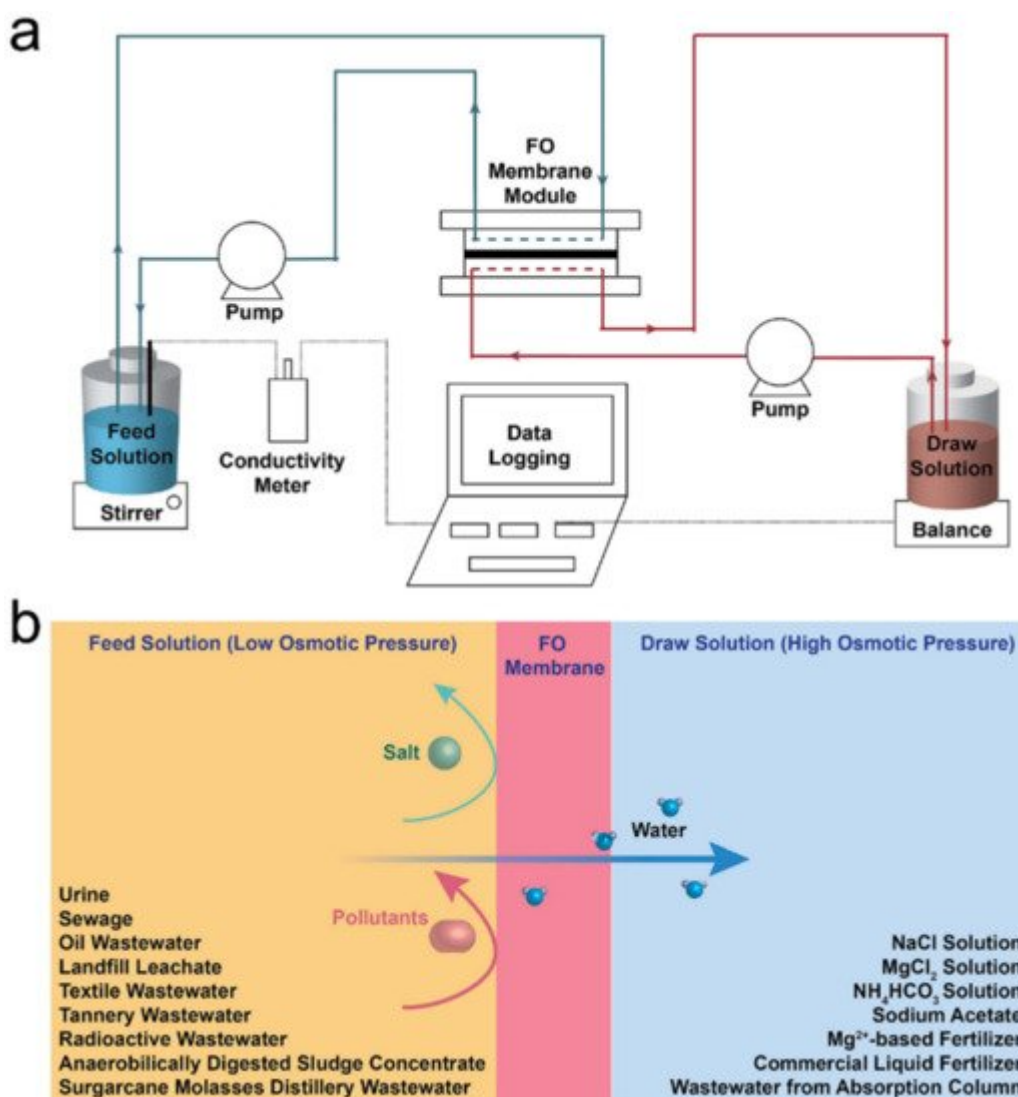 a
FO
Membrane
Module
Pump
Feed
Solution
Stirrer
Conductivity
Meter
Data
Logging
Pump
Draw
Solution
Balance
b
Feed Solution (Low Osmotic Pressure)
FO
Membrane
Draw Solution (High Osmotic Pressure)
Salt
Water
Pollutants
Urine
Sewage
Oil Wastewater
Landfill Leachate
Textile Wastewater
Tannery Wastewater
Radioactive Wastewater
Anaerobilically Digested Sludge Concentrate
Surgarcane Molasses Distillery Wastewater
NaCl Solution
MgCl₂ Solution
NH₄HCO₃ Solution
Sodium Acetate
Mg²⁺-based Fertilizer
Commercial Liquid Fertilizer
Wastewater from Absorption Column